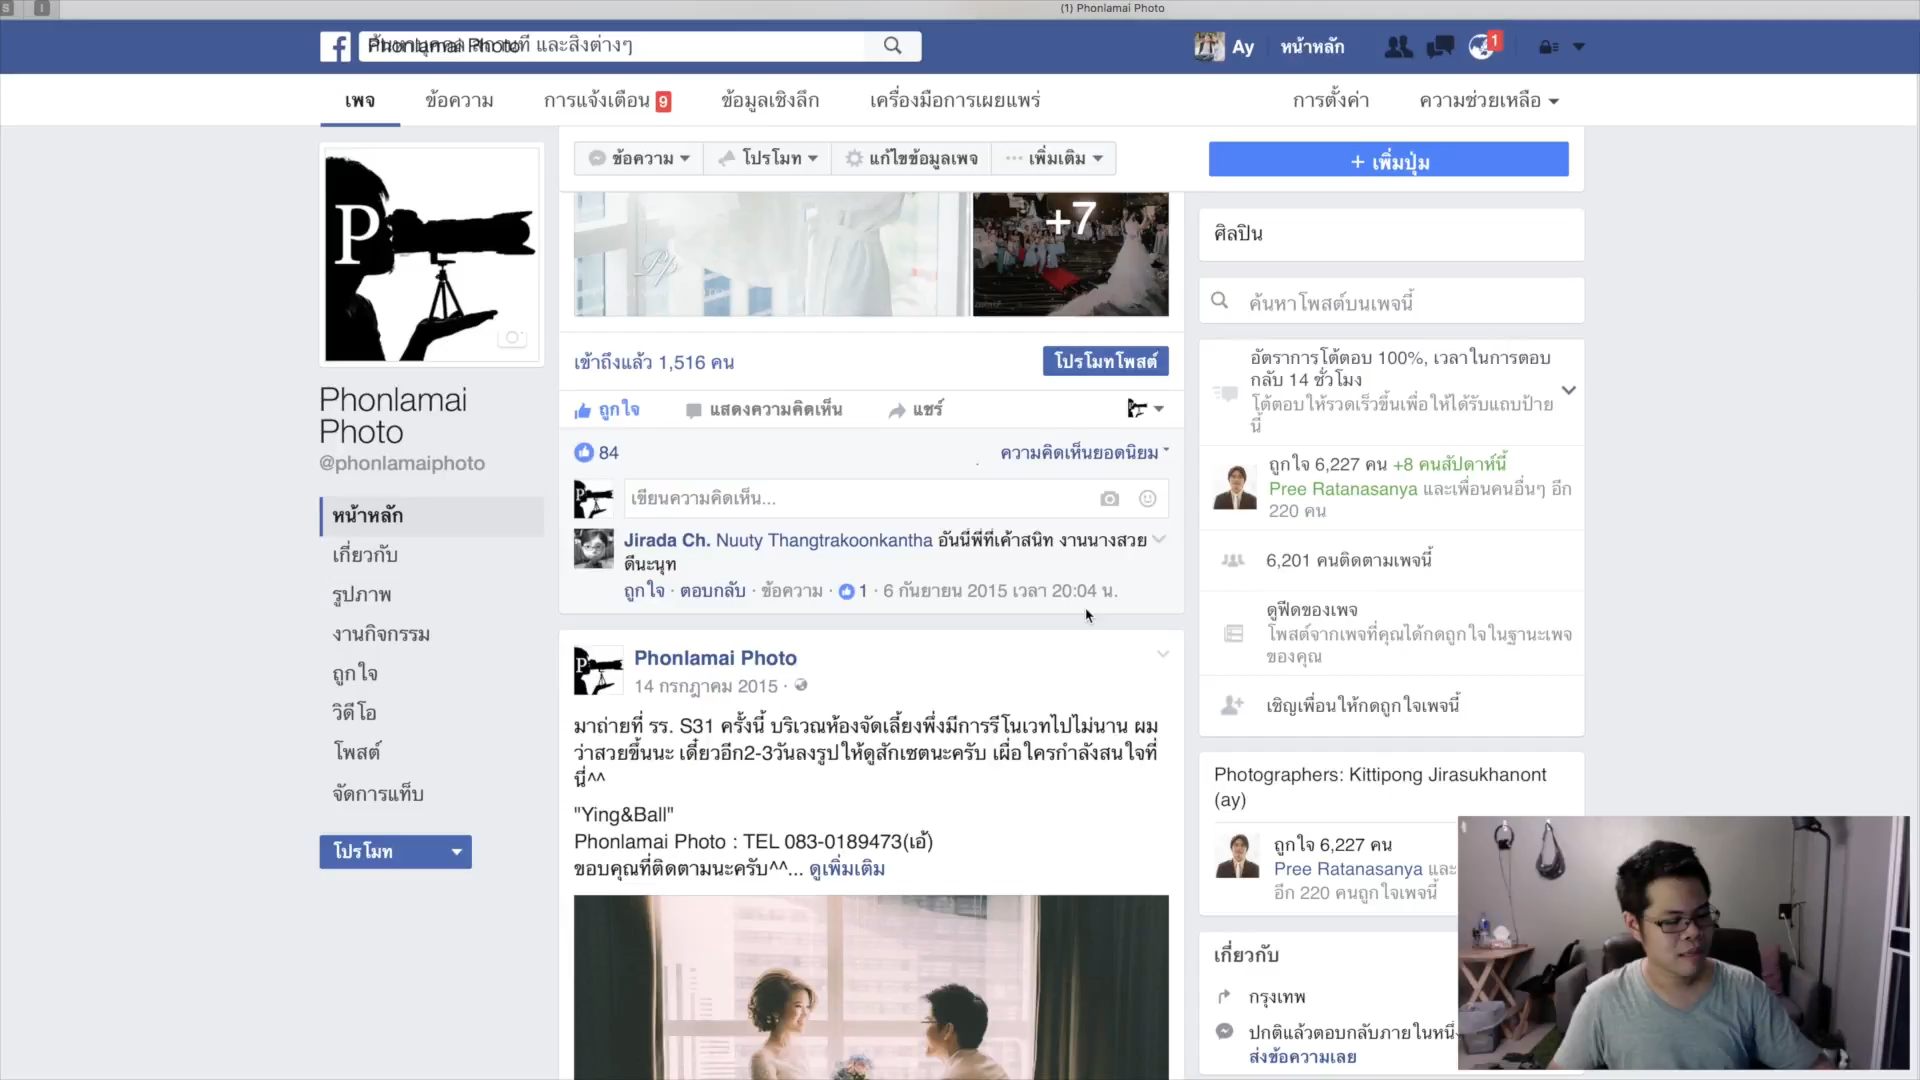 (1) Phonlamai Photo
Phonlamai Photo
และสิ่งต่างๆ
Ay
หน้าหลัก
1
เพจ
ข้อความ
การแจ้งเตือน 9
ข้อมูลเชิงลึก
เครื่องมือการเผยแพร่
การตั้งค่า
ความช่วยเหลือ
P
Phonlamai
Photo
@phonlamaiphoto
หน้าหลัก
เกี่ยวกับ
รูปภาพ
งานกิจกรรม
ถูกใจ
วิดีโอ
โพสต์
จัดการแท็บ
โปรโมท
ข้อความ
โปรโมท
แก้ไขข้อมูลเพจ
เพิ่มเติม
+ เพิ่มปุ่ม
+7
เข้าถึงแล้ว 1,516 คน
โปรโมทโพสต์
ถูกใจ
แสดงความคิดเห็น
แชร์
84
ความคิดเห็นยอดนิยม
เขียนความคิดเห็น...
Jirada Ch. Nuuty Thangtrakoonkantha อันนี้พี่ที่เค้าสนิท งานนางสวย
ดีนะนุท
ถูกใจ · ตอบกลับ · ข้อความ · 1 · 6 กันยายน 2015 เวลา 20:04 น.
Phonlamai Photo
14 กรกฎาคม 2015 ·
มาถ่ายที่ รร. S31 ครั้งนี้ บริเวณห้องจัดเลี้ยงพึ่งมีการรีโนเวทไปไม่นาน ผม
ว่าสวยขึ้นนะ เดี๋ยวอีก2-3วันลงรูปให้ดูสักเซตนะครับ เผื่อใครกำลังสนใจที่
นี่^^
"Ying&Ball"
Phonlamai Photo : TEL 083-0189473(เอ้)
ขอบคุณที่ติดตามนะครับ^^... ดูเพิ่มเติม
ศิลปิน
ค้นหาโพสต์บนเพจนี้
อัตราการโต้ตอบ 100%, เวลาในการตอบ
กลับ 14 ชั่วโมง
โต้ตอบให้รวดเร็วขึ้นเพื่อให้ได้รับแถบป้าย
นี้
ถูกใจ 6,227 คน +8 คนสัปดาห์นี้
Pree Ratanasanya และเพื่อนคนอื่นๆ อีก
220 คน
6,201 คนติดตามเพจนี้
ดูฟีดของเพจ
โพสต์จากเพจที่คุณได้กดถูกใจในฐานะเพจ
ของคุณ
เชิญเพื่อนให้กดถูกใจเพจนี้
Photographers: Kittipong Jirasukhanont
(ay)
ถูกใจ 6,227 คน
Pree Ratanasanya และ
อีก 220 คนถูกใจเพจนี้
เกี่ยวกับ
กรุงเทพ
ปกติแล้วตอบกลับภายในหนึ่ง
ส่งข้อความเลย